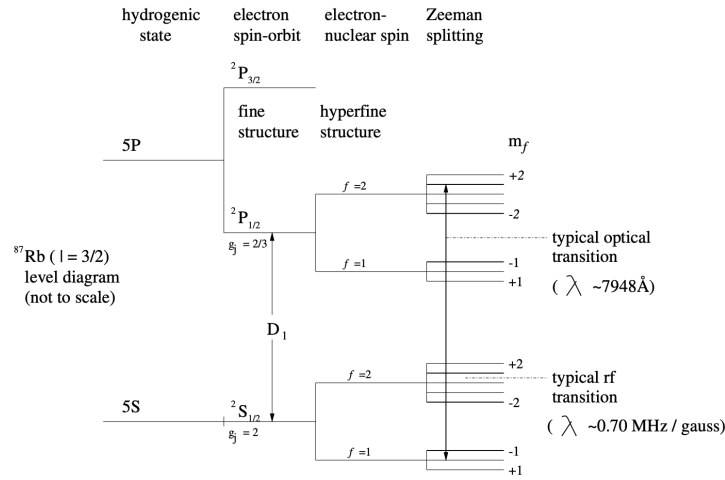 hydrogenic
state
electron
spin-orbit
electron-
nuclear spin
Zeeman
splitting
²P₃/₂
fine
structure
hyperfine
structure
5P
m_f
f =2
+2
-2
²P₁/₂
g_j = 2/3
f =1
-1
+1
typical optical
transition
( λ ~7948Å)
⁸⁷Rb ( I = 3/2)
level diagram
(not to scale)
D₁
f =2
+2
-2
typical rf
transition
( λ ~0.70 MHz / gauss)
5S
²S₁/₂
g_j = 2
f =1
-1
+1